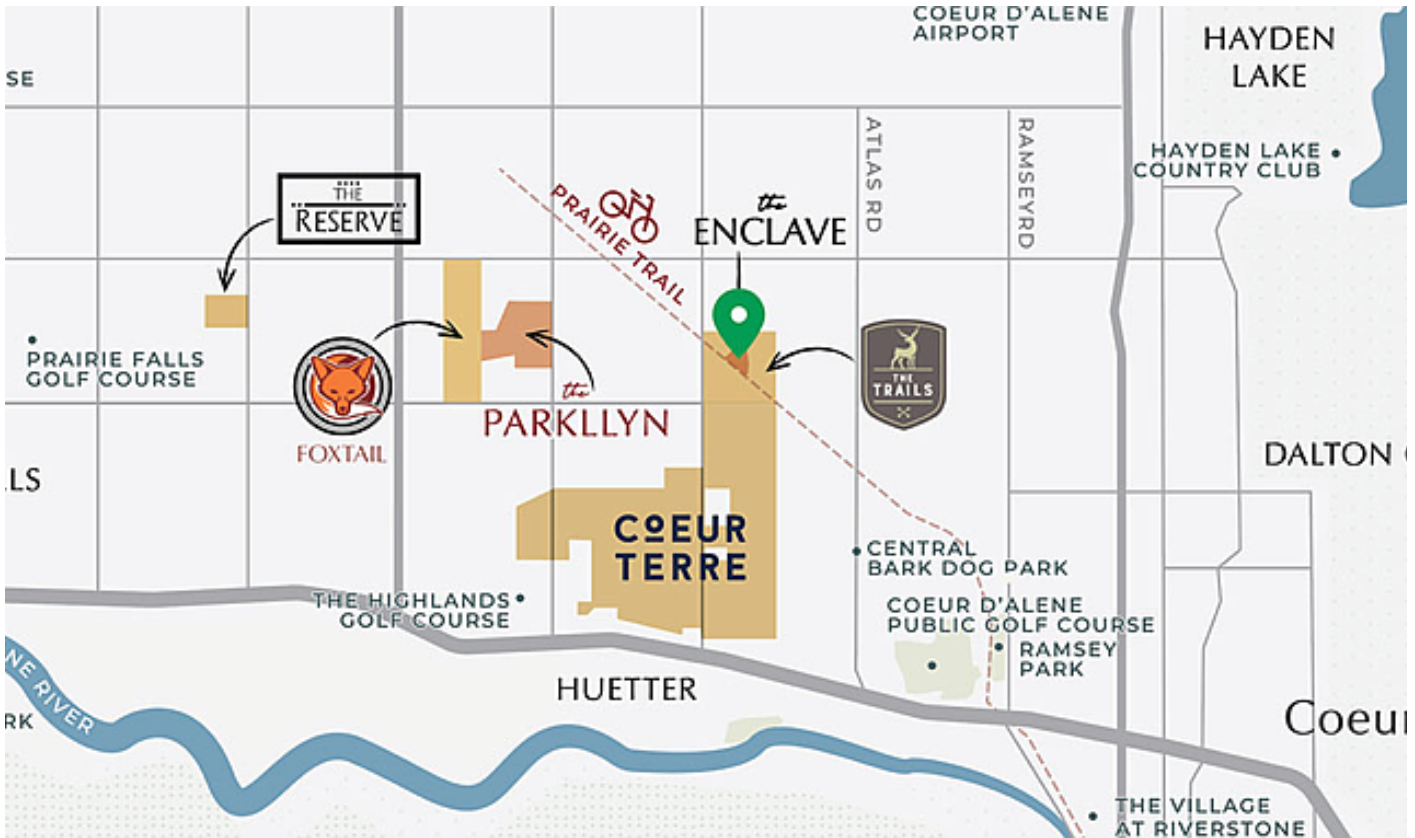 COEUR D'ALENE
AIRPORT
HAYDEN
LAKE
SE
ATLAS RD
RAMSEYRD
HAYDEN LAKE
COUNTRY CLUB
THE
RESERVE
PRAIRIE TRAIL
the
ENCLAVE
PRAIRIE FALLS
GOLF COURSE
THE
TRAILS
the
PARKLLYN
FOXTAIL
LLS
DALTON
COEUR
TERRE
CENTRAL
BARK DOG PARK
THE HIGHLANDS
GOLF COURSE
COEUR D'ALENE
PUBLIC GOLF COURSE
RAMSEY
PARK
HUETTER
NE RIVER
RK
Coeur
THE VILLAGE
AT RIVERSTONE